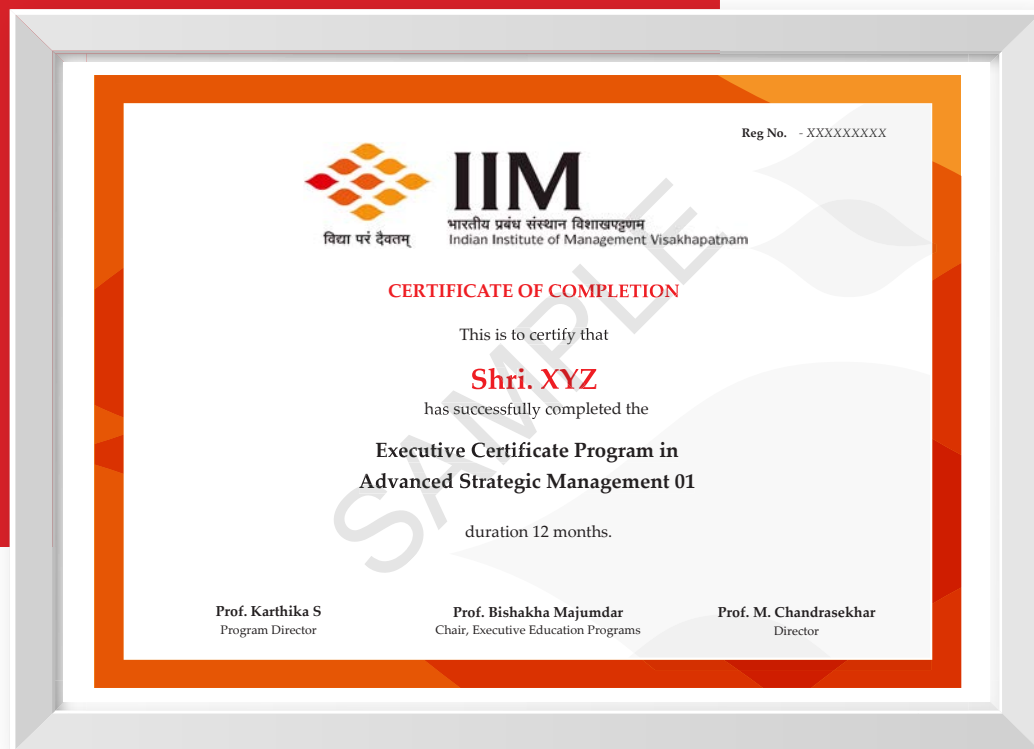 Reg No. - XXXXXXXXX
IIM
भारतीय प्रबंध संस्थान विशाखपट्टणम
विद्या परं दैवतम्
Indian Institute of Management Visakhapatnam
CERTIFICATE OF COMPLETION
This is to certify that
Shri. XYZ
has successfully completed the
Executive Certificate Program in
Advanced Strategic Management 01
duration 12 months.
SAMPLE
Prof. Karthika S
Program Director
Prof. Bishakha Majumdar
Chair, Executive Education Programs
Prof. M. Chandrasekhar
Director